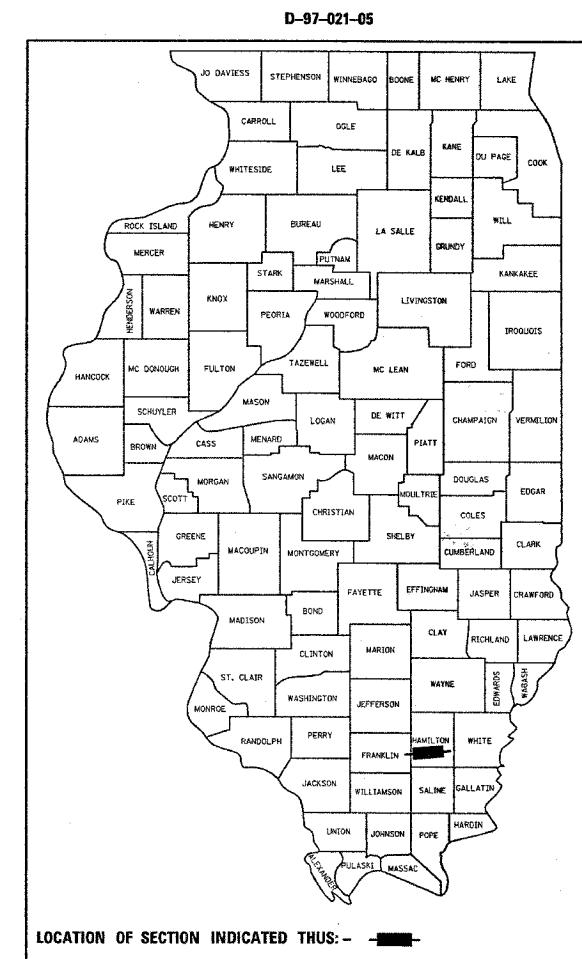 D-97-021-05
JO DAVIESS STEPHENSON WINNEBAGO BOONE MC HENRY LAKE
CARROLL OGLE DE KALB KANE DU PAGE COOK
WHITESIDE LEE
KENDALL
ROCK ISLAND HENRY BUREAU LA SALLE GRUNDY WILL
MERCER PUTNAM
STARK MARSHALL KANKAKEE
HENDERSON WARREN KNOX PEORIA WOODFORD LIVINGSTON IROQUOIS
HANCOCK MC DONOUGH FULTON TAZEWELL MC LEAN FORD
MASON
SCHUYLER LOGAN DE WITT CHAMPAIGN VERMILION
ADAMS BROWN CASS MENARD PIATT
MACON
MORGAN SANGAMON DOUGLAS EDGAR
PIKE SCOTT MOULTRIE
CHRISTIAN COLES
GREENE SHELBY
CALHOUN MACOUPIN MONTGOMERY CUMBERLAND CLARK
JERSEY
FAYETTE EFFINGHAM JASPER CRAWFORD
BOND
MADISON
CLAY RICHLAND LAWRENCE
CLINTON MARION
ST. CLAIR WAYNE EDWARDS WABASH
WASHINGTON JEFFERSON
MONROE
RANDOLPH PERRY HAMILTON WHITE
FRANKLIN
JACKSON WILLIAMSON SALINE GALLATIN
UNION JOHNSON POPE HARDIN
ALEXANDER PULASKI MASSAC
LOCATION OF SECTION INDICATED THUS: -